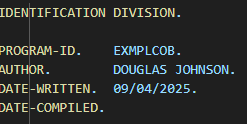 IDENTIFICATION DIVISION.
PROGRAM-ID. EXMPLCOB.
AUTHOR. DOUGLAS JOHNSON.
DATE-WRITTEN. 09/04/2025.
DATE-COMPILED.